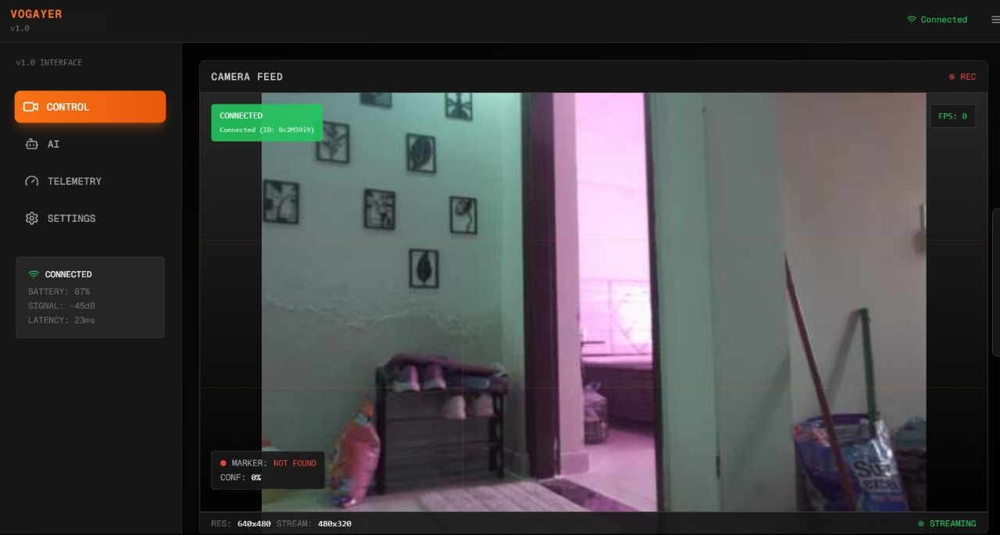 VOGAYER
v1.0
Connected
v1.0 INTERFACE
CONTROL
AI
TELEMETRY
SETTINGS
CONNECTED
BATTERY: 87%
SIGNAL: -45dB
LATENCY: 23ms
CAMERA FEED
REC
CONNECTED
Connected (ID: Bc2M39i9)
FPS: 0
MARKER: NOT FOUND
CONF: 0%
excel
RES: 640x480 STREAM: 480x320
STREAMING